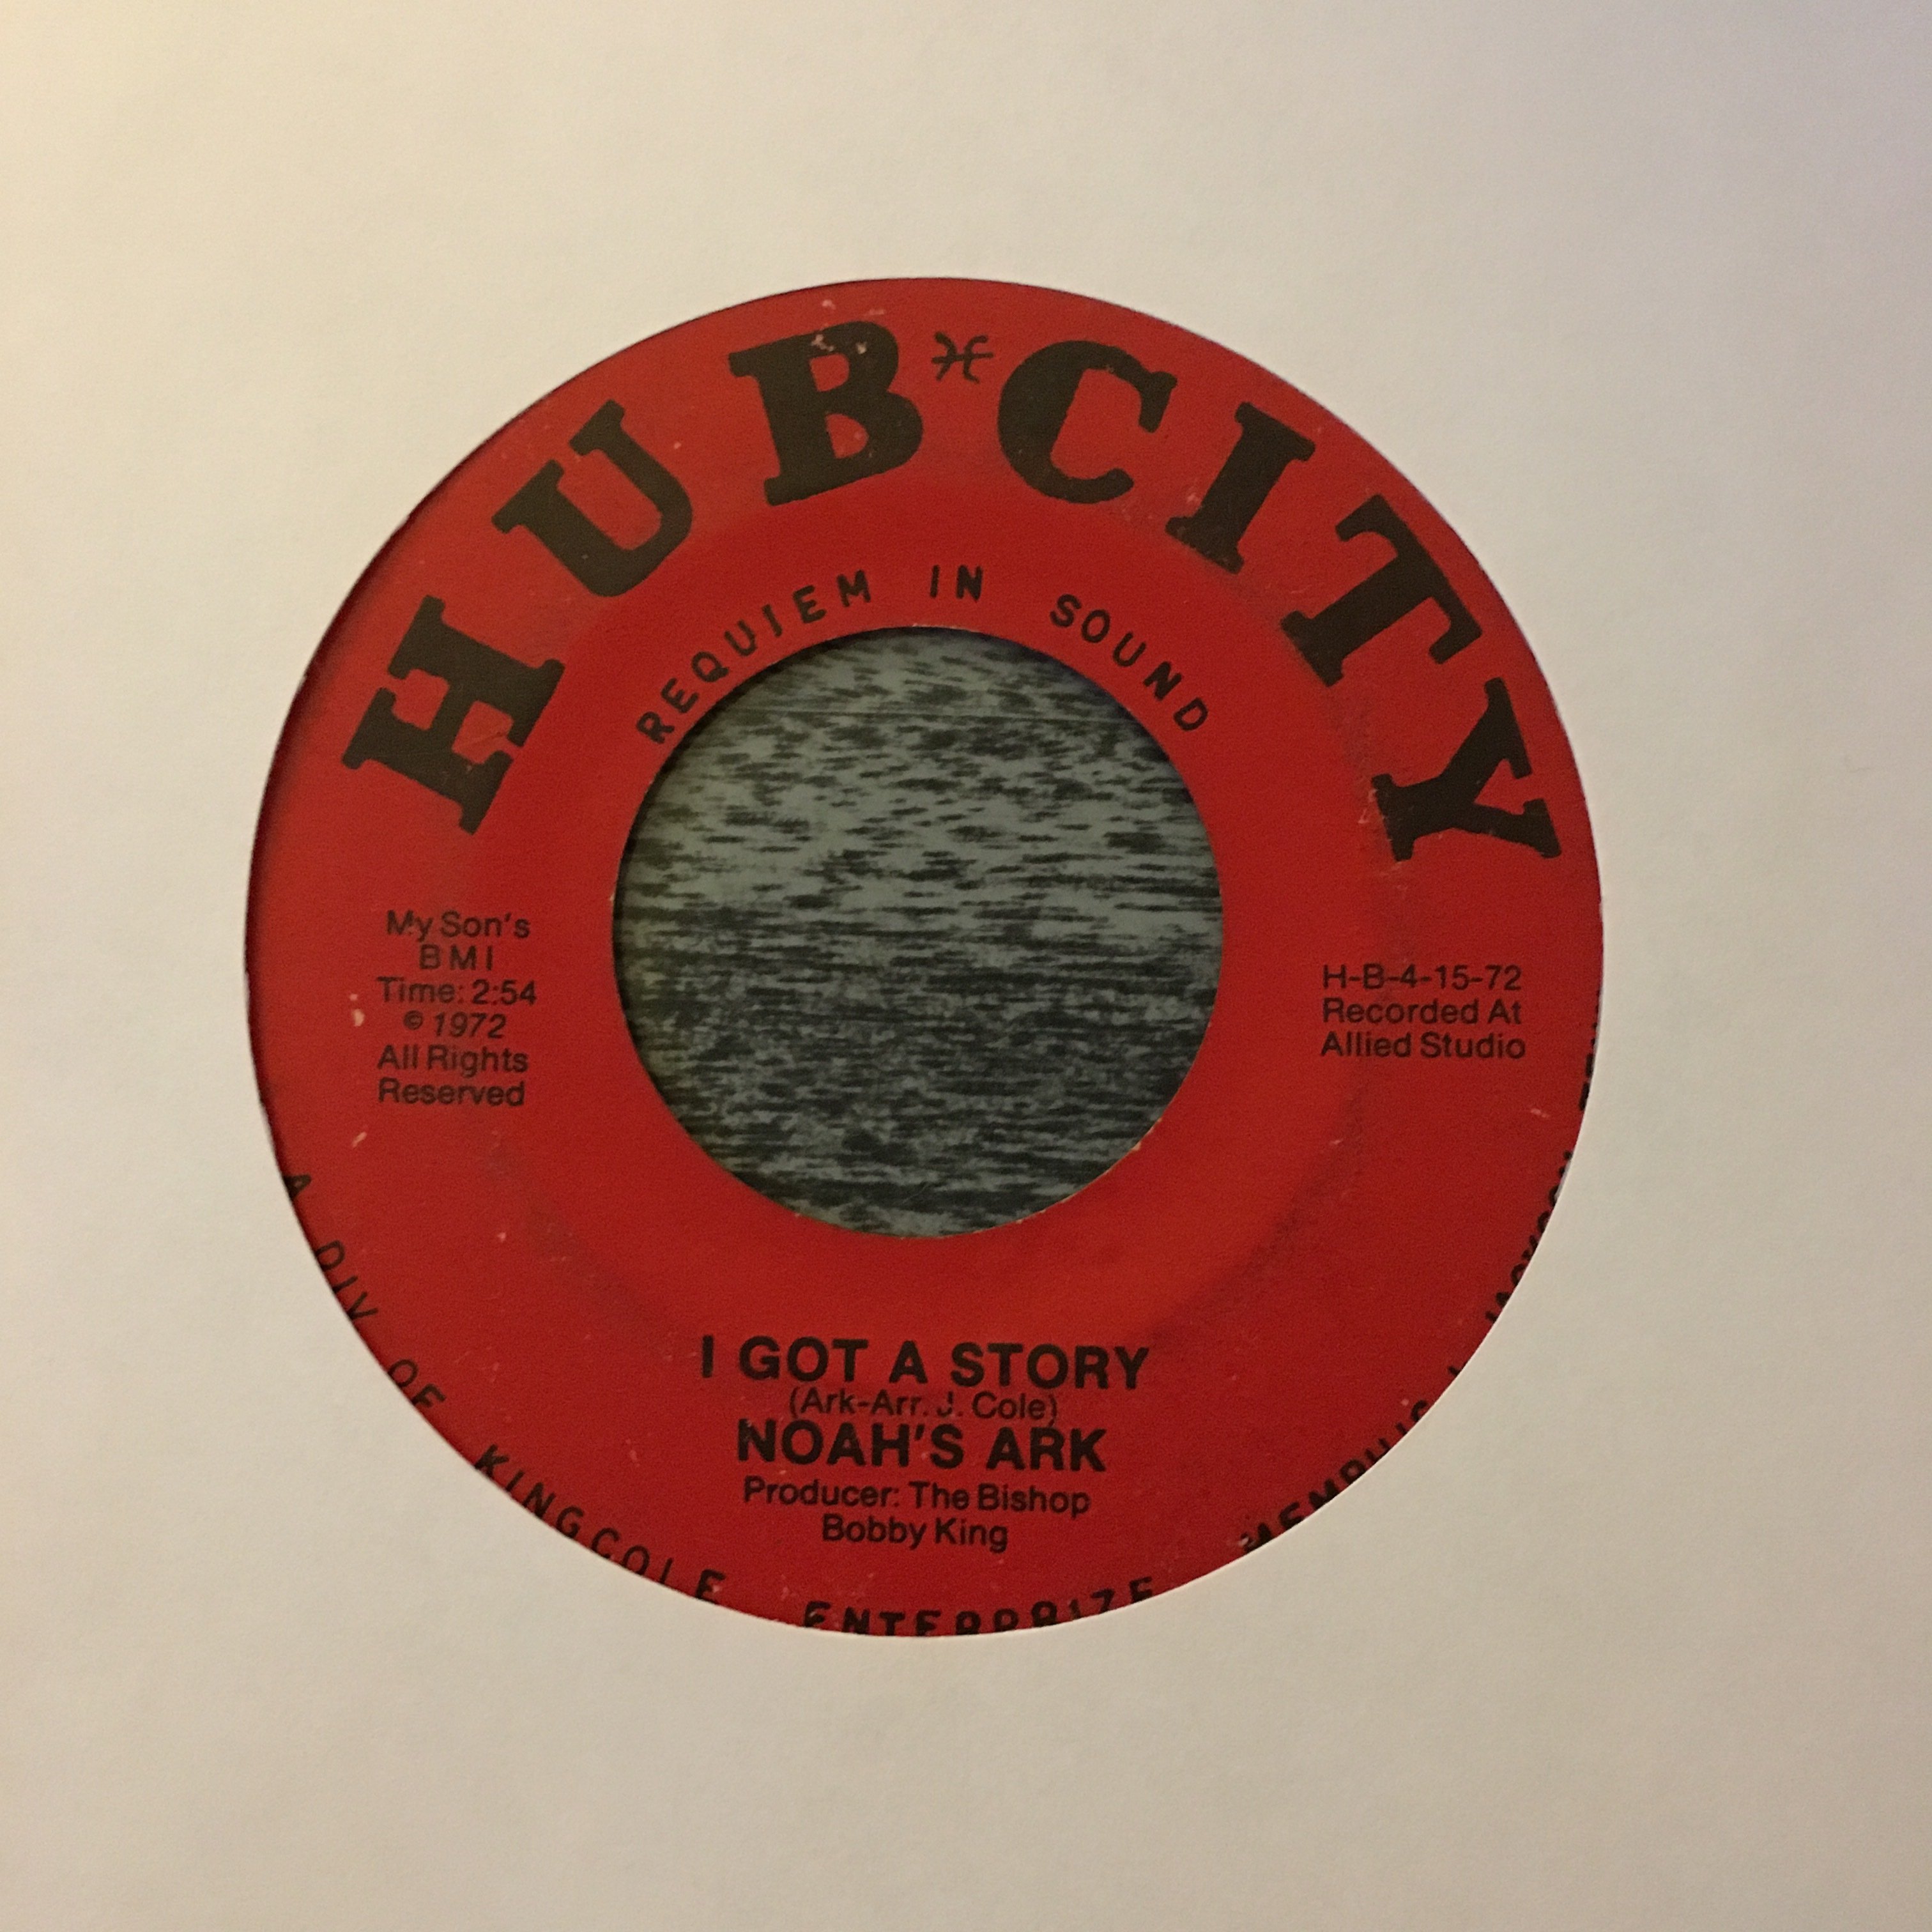 HUB♓CITY
REQUIEM IN SOUND
My Son's
BMI
Time: 2:54
© 1972
All Rights
Reserved
H-B-4-15-72
Recorded At
Allied Studio
I GOT A STORY
(Ark-Arr. J. Cole)
NOAH'S ARK
Producer: The Bishop
Bobby King
A DIV OF KINGCOLE ENTERPRIZE MEMPHIS